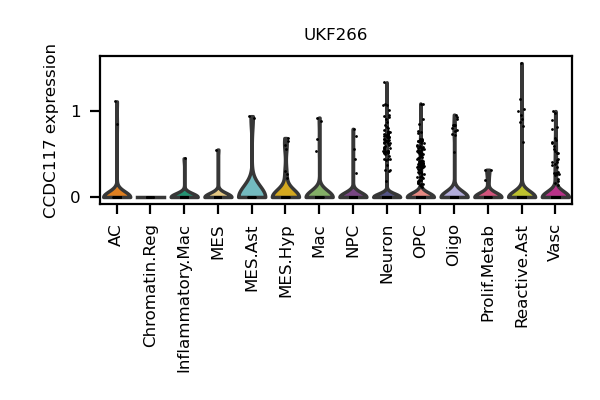 UKF266
CCDC117 expression
1
0
AC
Chromatin.Reg
Inflammatory.Mac
MES
MES.Ast
MES.Hyp
Mac
NPC
Neuron
OPC
Oligo
Prolif.Metab
Reactive.Ast
Vasc